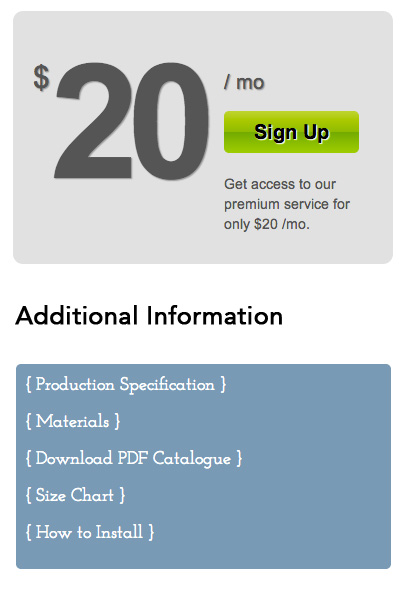 $20 / mo
Sign Up
Get access to our
premium service for
only $20 /mo.
Additional Information
{ Production Specification }
{ Materials }
{ Download PDF Catalogue }
{ Size Chart }
{ How to Install }